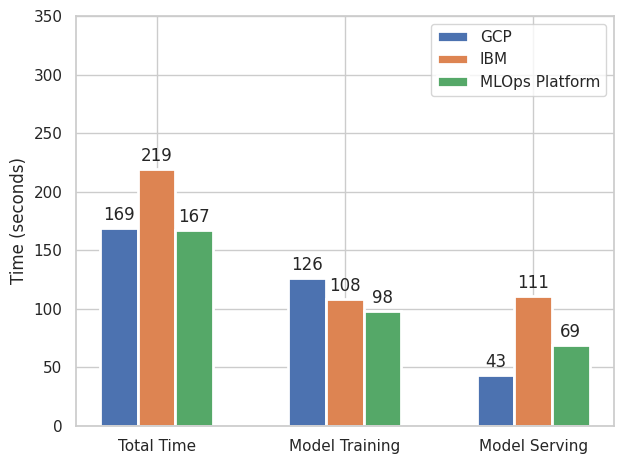 350
300
250
200
150
100
50
0
Time (seconds)
GCP
IBM
MLOps Platform
169
219
167
126
108
98
43
111
69
Total Time
Model Training
Model Serving